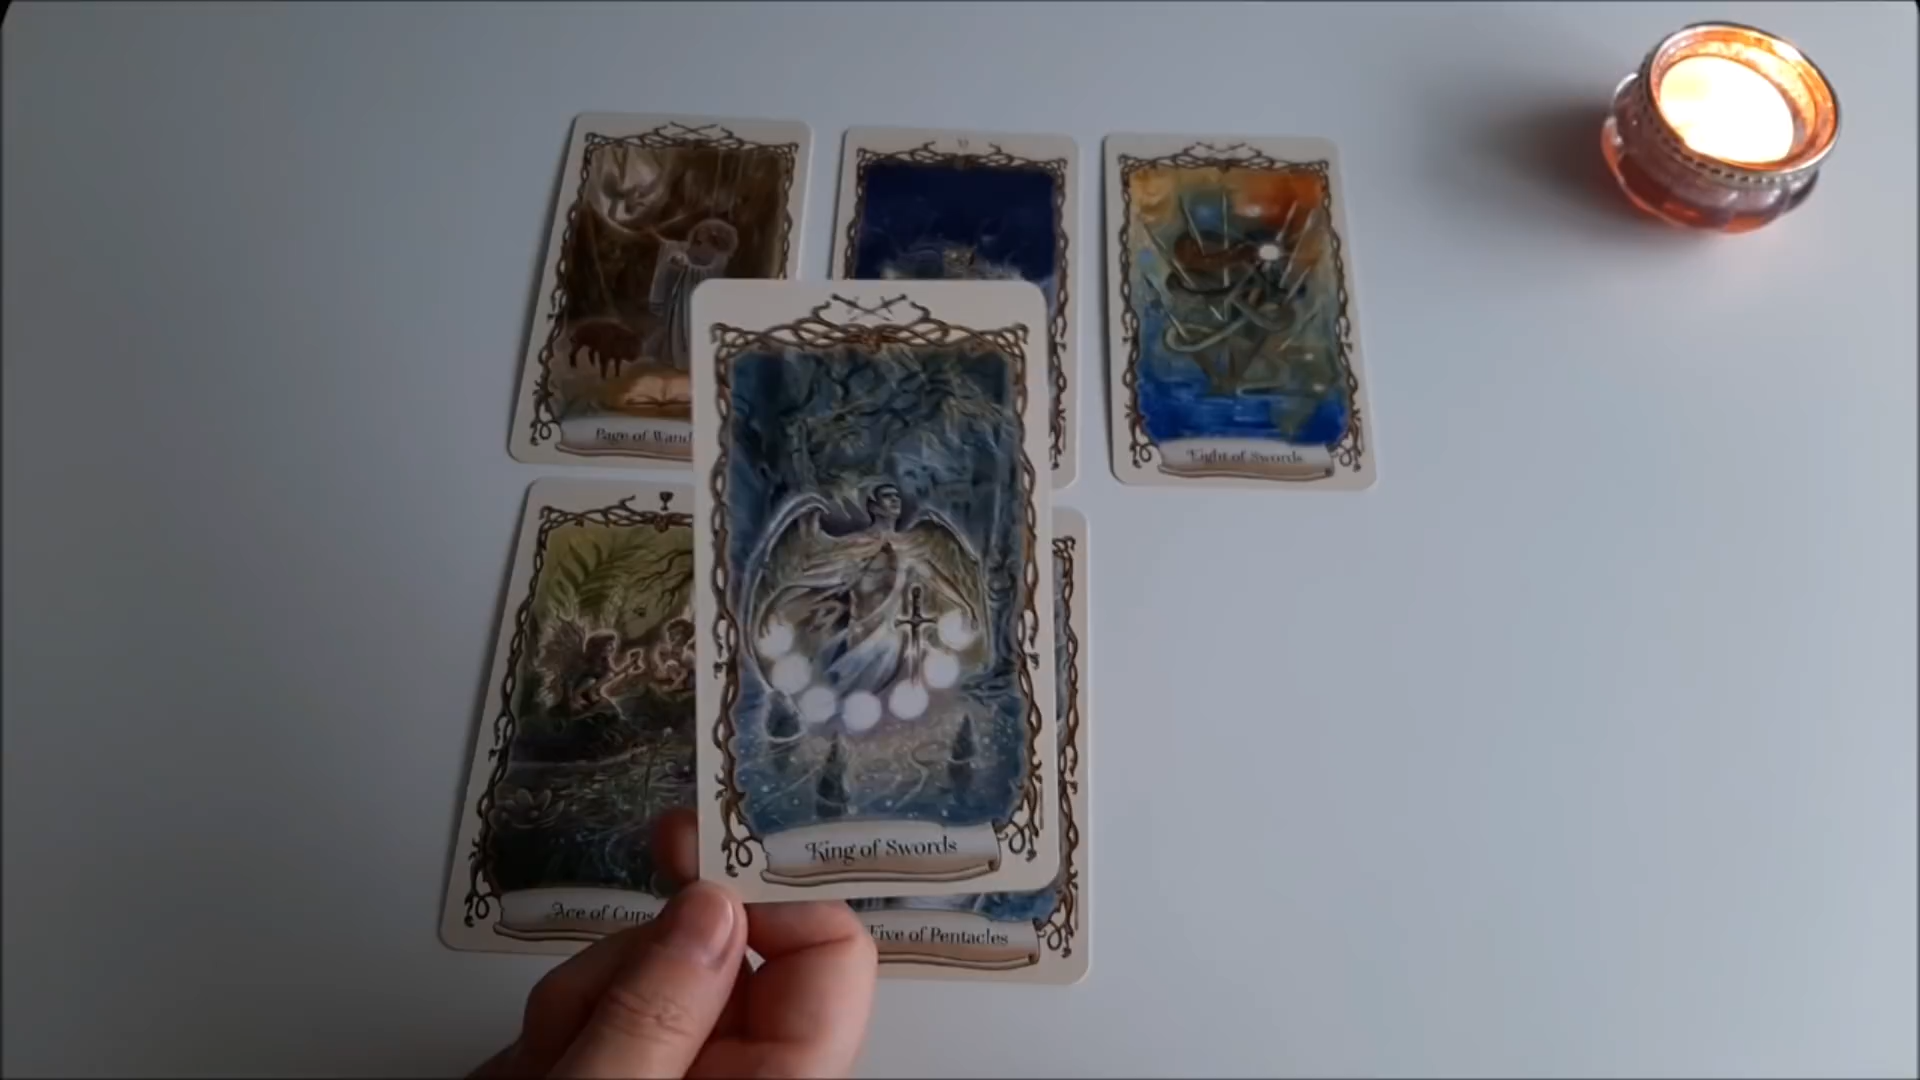 Page of Wand
Eight of Swords
King of Swords
Ace of Cups
Five of Pentacles